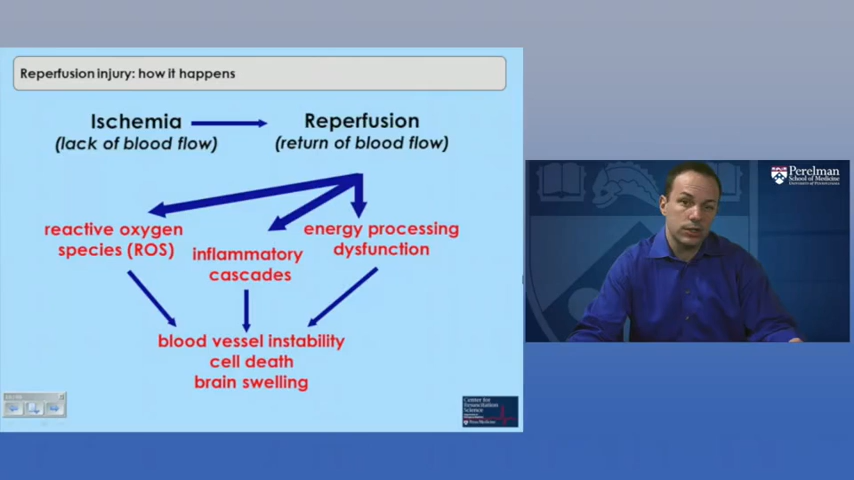 Reperfusion injury: how it happens
Ischemia
Reperfusion
(lack of blood flow)
(return of blood flow)
reactive oxygen
species (ROS)
inflammatory
cascades
energy processing
dysfunction
blood vessel instability
cell death
brain swelling
Center for
Resuscitation
Science
Penn Medicine
Perelman
School of Medicine
University of Pennsylvania